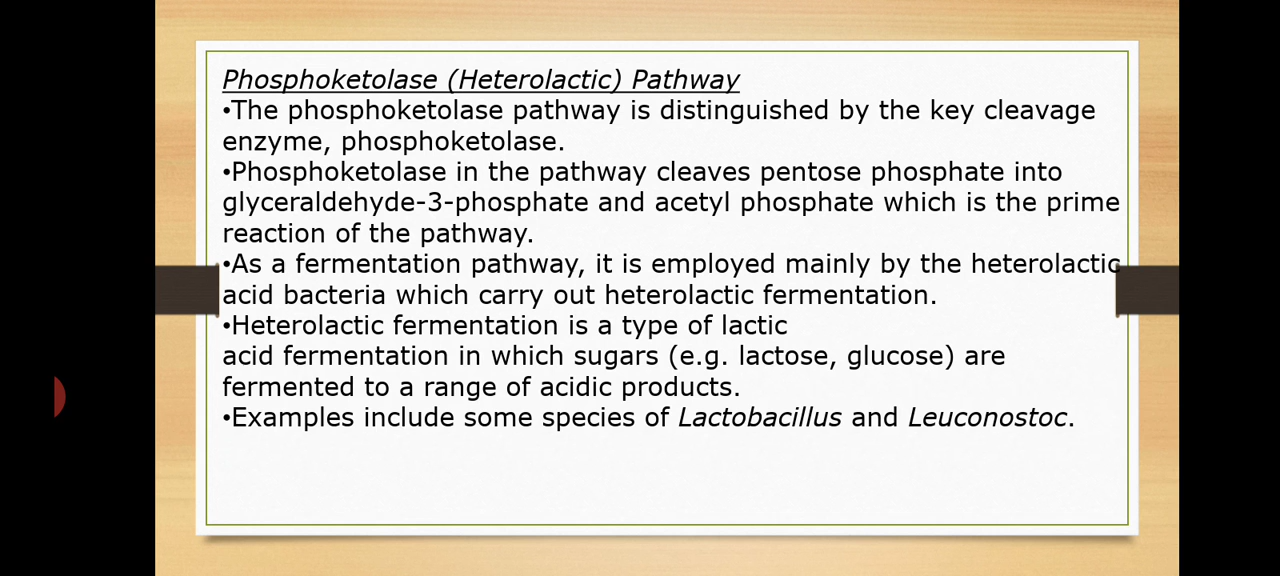 Phosphoketolase (Heterolactic) Pathway
•The phosphoketolase pathway is distinguished by the key cleavage
enzyme, phosphoketolase.
•Phosphoketolase in the pathway cleaves pentose phosphate into
glyceraldehyde-3-phosphate and acetyl phosphate which is the prime
reaction of the pathway.
•As a fermentation pathway, it is employed mainly by the heterolactic
acid bacteria which carry out heterolactic fermentation.
•Heterolactic fermentation is a type of lactic
acid fermentation in which sugars (e.g. lactose, glucose) are
fermented to a range of acidic products.
•Examples include some species of Lactobacillus and Leuconostoc.